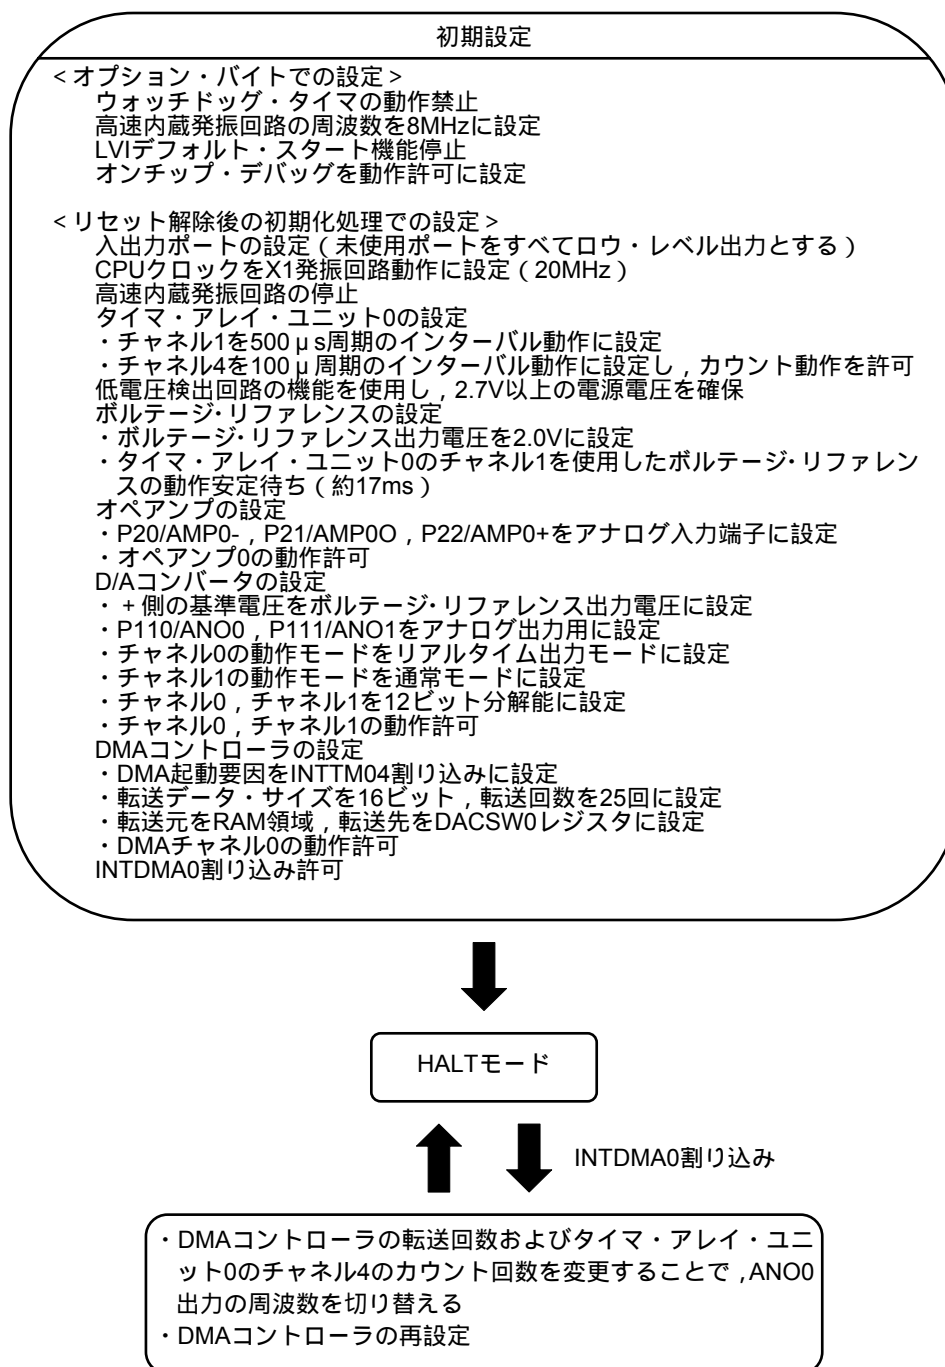 初期設定
<オプション・バイトでの設定>
ウォッチドッグ・タイマの動作禁止
高速内蔵発振回路の周波数を8MHzに設定
LVIデフォルト・スタート機能停止
オンチップ・デバッグを動作許可に設定
<リセット解除後の初期化処理での設定>
入出力ポートの設定（未使用ポートをすべてロウ・レベル出力とする）
CPUクロックをX1発振回路動作に設定（20MHz）
高速内蔵発振回路の停止
タイマ・アレイ・ユニット0の設定
・チャネル1を500μs周期のインターバル動作に設定
・チャネル4を100μ周期のインターバル動作に設定し，カウント動作を許可
低電圧検出回路の機能を使用し，2.7V以上の電源電圧を確保
ボルテージ・リファレンスの設定
・ボルテージ・リファレンス出力電圧を2.0Vに設定
・タイマ・アレイ・ユニット0のチャネル1を使用したボルテージ・リファレン
スの動作安定待ち（約17ms）
オペアンプの設定
・P20/AMP0-，P21/AMP0O，P22/AMP0+をアナログ入力端子に設定
・オペアンプ0の動作許可
D/Aコンバータの設定
・+側の基準電圧をボルテージ・リファレンス出力電圧に設定
・P110/ANO0，P111/ANO1をアナログ出力用に設定
・チャネル0の動作モードをリアルタイム出力モードに設定
・チャネル1の動作モードを通常モードに設定
・チャネル0，チャネル1を12ビット分解能に設定
・チャネル0，チャネル1の動作許可
DMAコントローラの設定
・DMA起動要因をINTTM04割り込みに設定
・転送データ・サイズを16ビット，転送回数を25回に設定
・転送元をRAM領域，転送先をDACSW0レジスタに設定
・DMAチャネル0の動作許可
INTDMA0割り込み許可
HALTモード
INTDMA0割り込み
・DMAコントローラの転送回数およびタイマ・アレイ・ユニ
ット0のチャネル4のカウント回数を変更することで，ANO0
出力の周波数を切り替える
・DMAコントローラの再設定